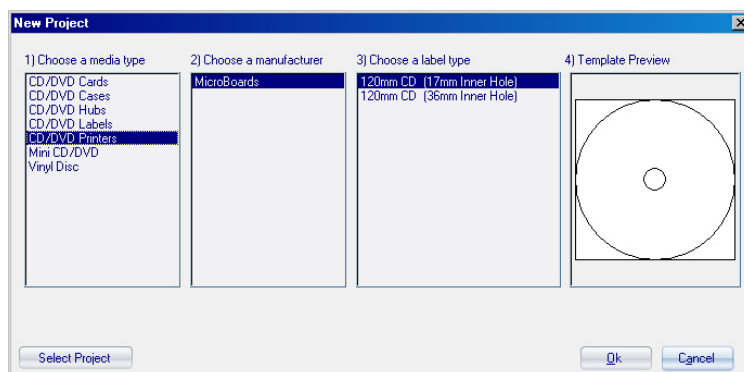 New Project
1) Choose a media type
2) Choose a manufacturer
3) Choose a label type
4) Template Preview
CD/DVD Cards
CD/DVD Cases
CD/DVD Hubs
CD/DVD Labels
CD/DVD Printers
Mini CD/DVD
Vinyl Disc
MicroBoards
120mm CD (17mm Inner Hole)
120mm CD (36mm Inner Hole)
Select Project
Ok
Cancel